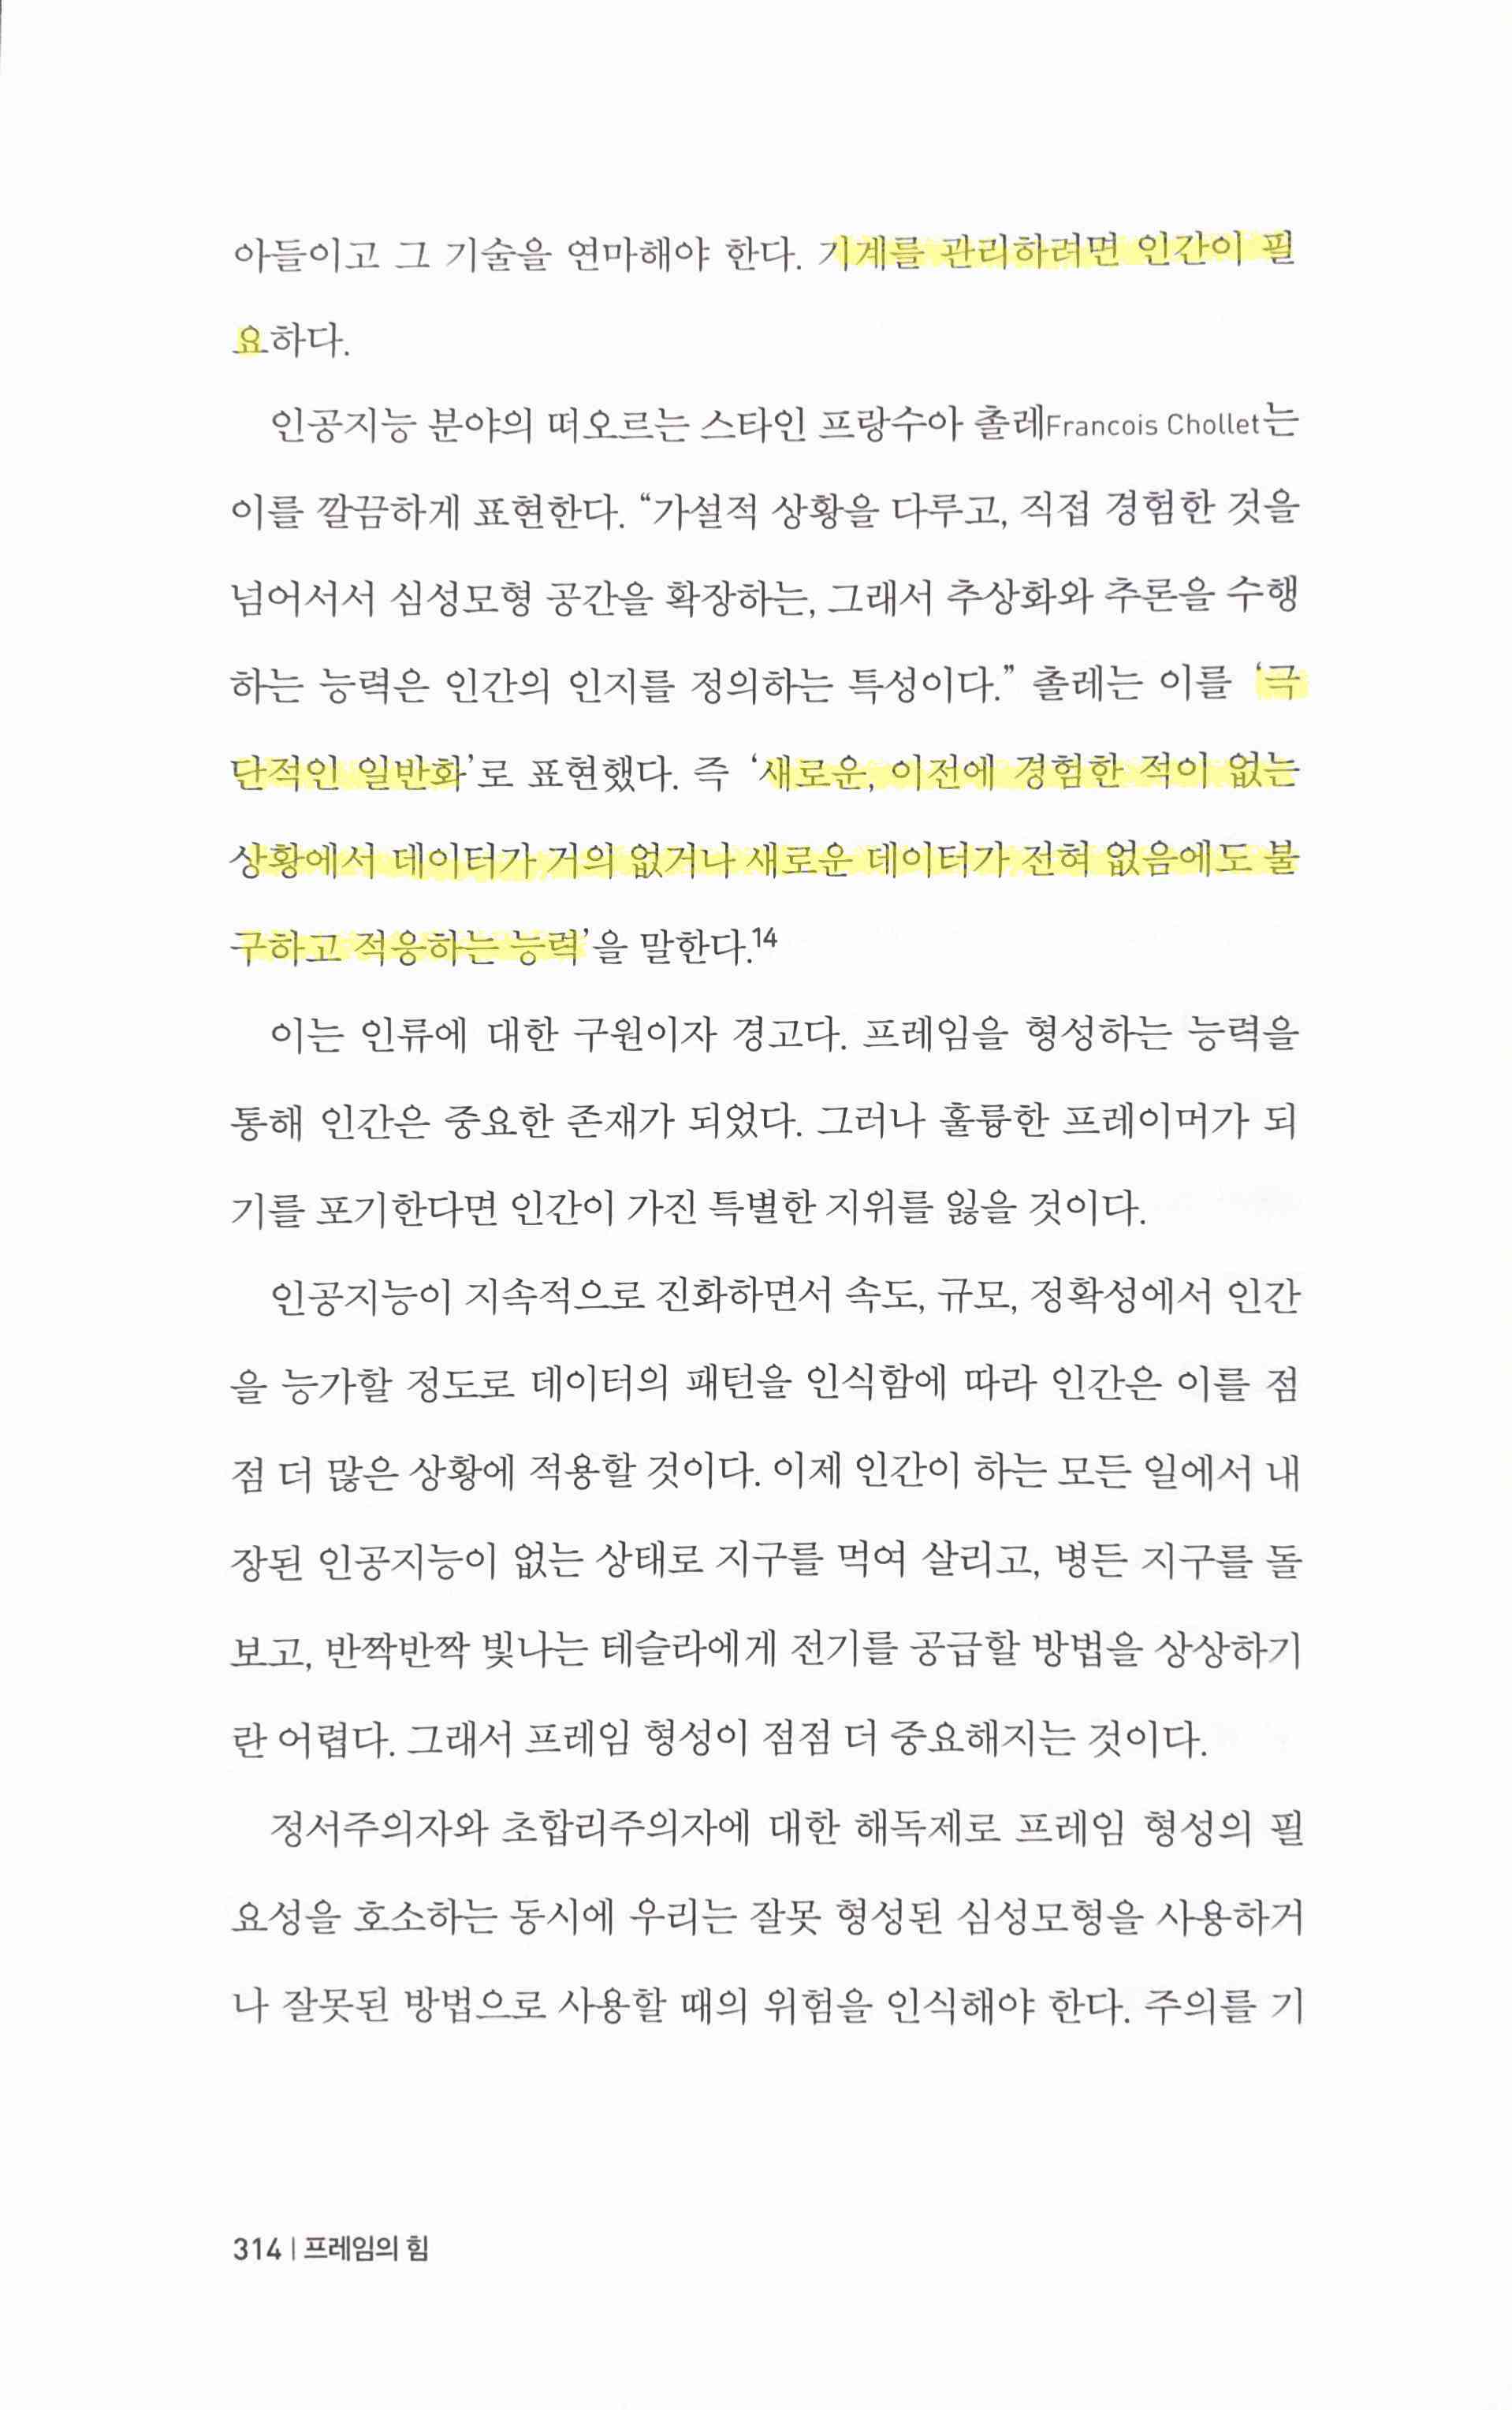 아들이고 그 기술을 연마해야 한다. 기계를 관리하려면 인간이 필
요하다.
인공지능 분야의 떠오르는 스타인 프랑수아 촐레Francois Chollet는
이를 깔끔하게 표현한다. “가설적 상황을 다루고, 직접 경험한 것을
넘어서서 심성모형 공간을 확장하는, 그래서 추상화와 추론을 수행
하는 능력은 인간의 인지를 정의하는 특성이다.” 촐레는 이를 ‘극
단적인 일반화’로 표현했다. 즉 ‘새로운, 이전에 경험한 적이 없는
상황에서 데이터가 거의 없거나 새로운 데이터가 전혀 없음에도 불
구하고 적응하는 능력’을 말한다.14
이는 인류에 대한 구원이자 경고다. 프레임을 형성하는 능력을
통해 인간은 중요한 존재가 되었다. 그러나 훌륭한 프레이머가 되
기를 포기한다면 인간이 가진 특별한 지위를 잃을 것이다.
인공지능이 지속적으로 진화하면서 속도, 규모, 정확성에서 인간
을 능가할 정도로 데이터의 패턴을 인식함에 따라 인간은 이를 점
점 더 많은 상황에 적용할 것이다. 이제 인간이 하는 모든 일에서 내
장된 인공지능이 없는 상태로 지구를 먹여 살리고, 병든 지구를 돌
보고, 반짝반짝 빛나는 테슬라에게 전기를 공급할 방법을 상상하기
란 어렵다. 그래서 프레임 형성이 점점 더 중요해지는 것이다.
정서주의자와 초합리주의자에 대한 해독제로 프레임 형성의 필
요성을 호소하는 동시에 우리는 잘못 형성된 심성모형을 사용하거
나 잘못된 방법으로 사용할 때의 위험을 인식해야 한다. 주의를 기
314 | 프레임의 힘